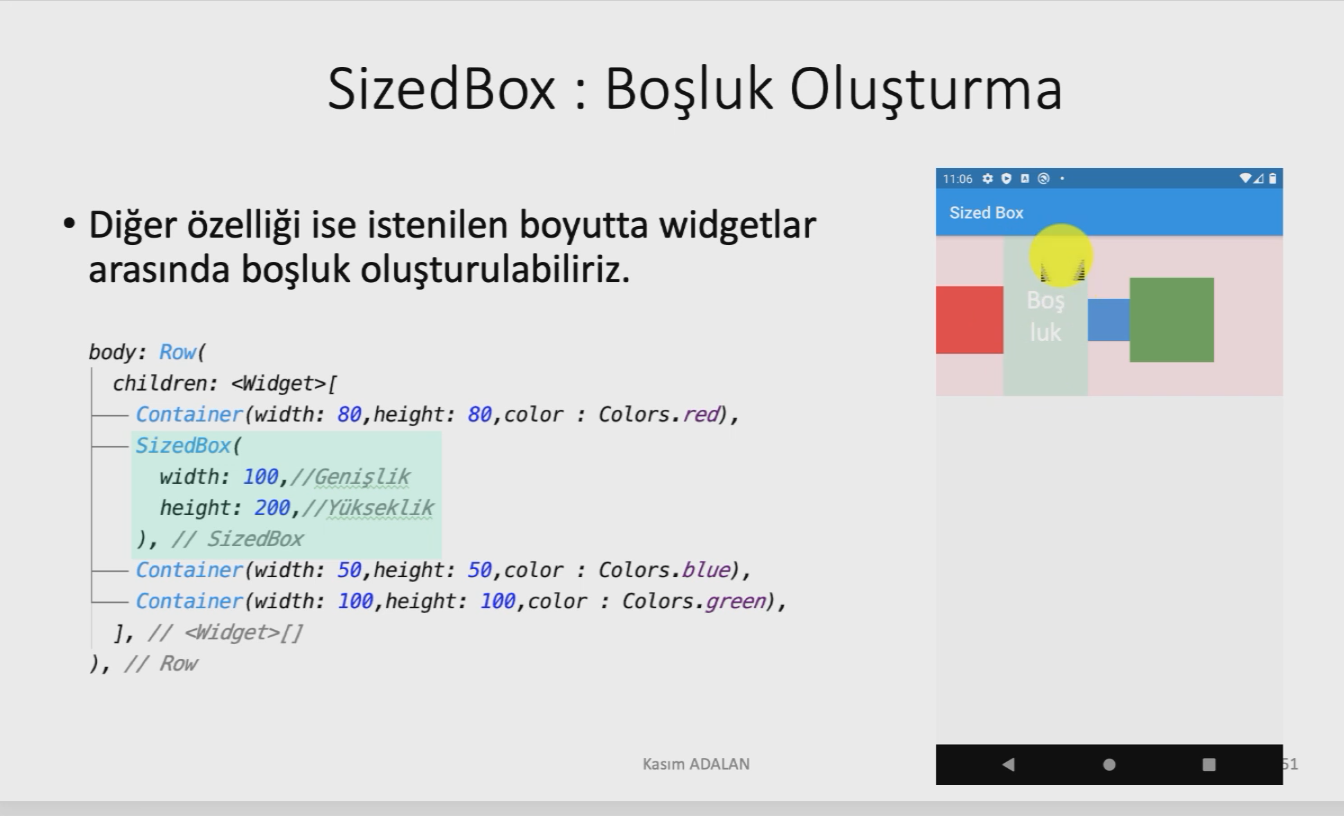 SizedBox : Boşluk Oluşturma
• Diğer özelliği ise istenilen boyutta widgetlar
arasında boşluk oluşturulabiliriz.
body: Row(
children: <Widget>[
Container(width: 80,height: 80,color : Colors.red),
SizedBox(
width: 100,//Genişlik
height: 200,//Yükseklik
), // SizedBox
Container(width: 50,height: 50,color : Colors.blue),
Container(width: 100,height: 100,color : Colors.green),
], // <Widget>[]
), // Row
11:06
Sized Box
Boş
luk
Kasım ADALAN
51